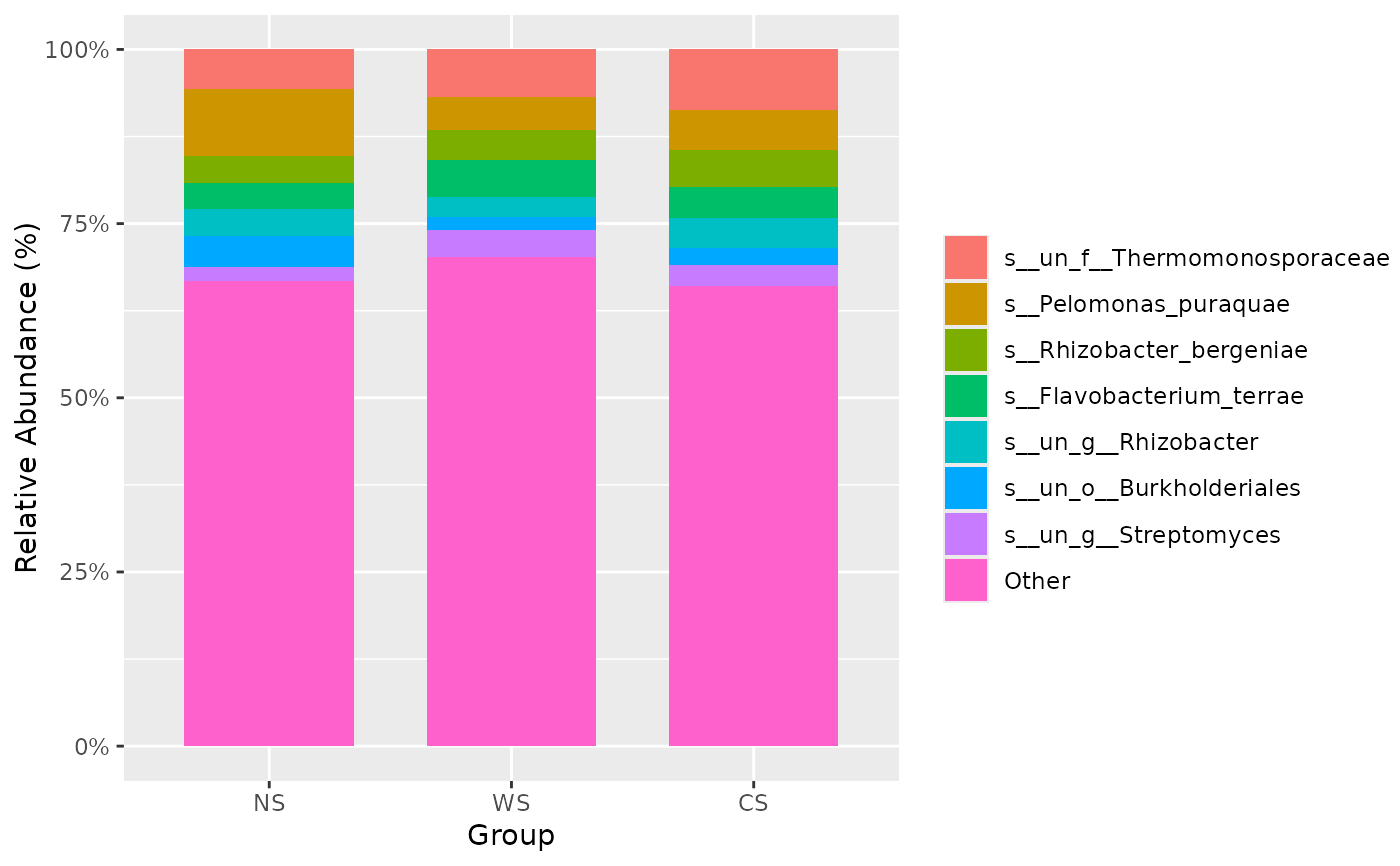 100%
75%
50%
25%
0%
Relative Abundance (%)
NS
WS
CS
Group
s__un_f__Thermomonosporaceae
s__Pelomonas_puraquae
s__Rhizobacter_bergeniae
s__Flavobacterium_terrae
s__un_g__Rhizobacter
s__un_o__Burkholderiales
s__un_g__Streptomyces
Other